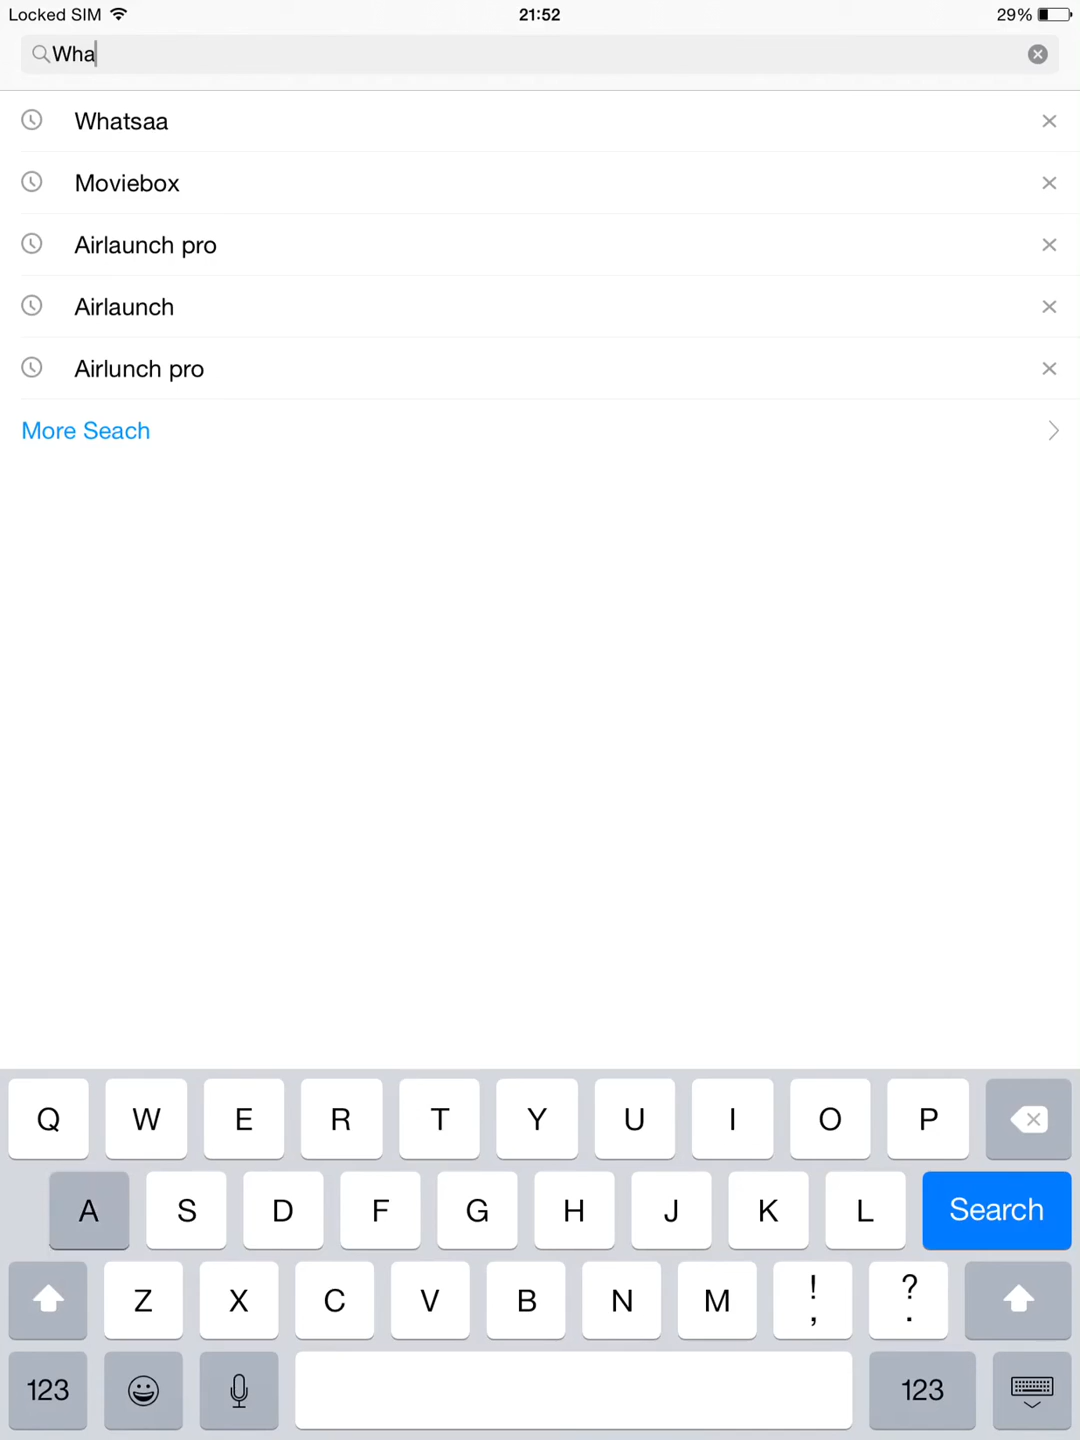 Locked SIM 21:52 29%
Wha
Whatsaa
Moviebox
Airlaunch pro
Airlaunch
Airlunch pro
More Seach
Q W E R T Y U I O P
A S D F G H J K L Search
Z X C V B N M ! , ? .
123 123